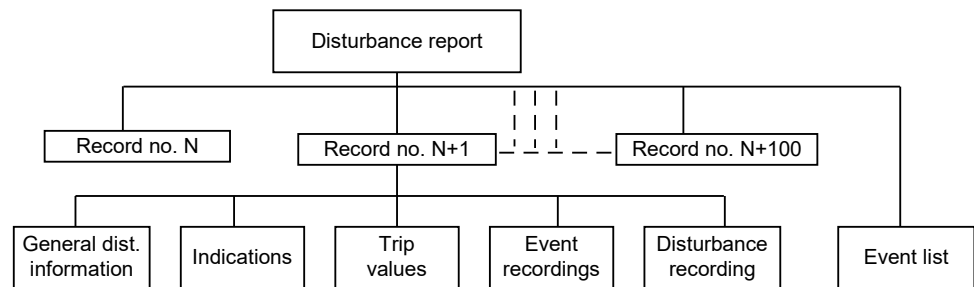 Disturbance report
Record no. N
Record no. N+1
Record no. N+100
General dist.
information
Indications
Trip
values
Event
recordings
Disturbance
recording
Event list